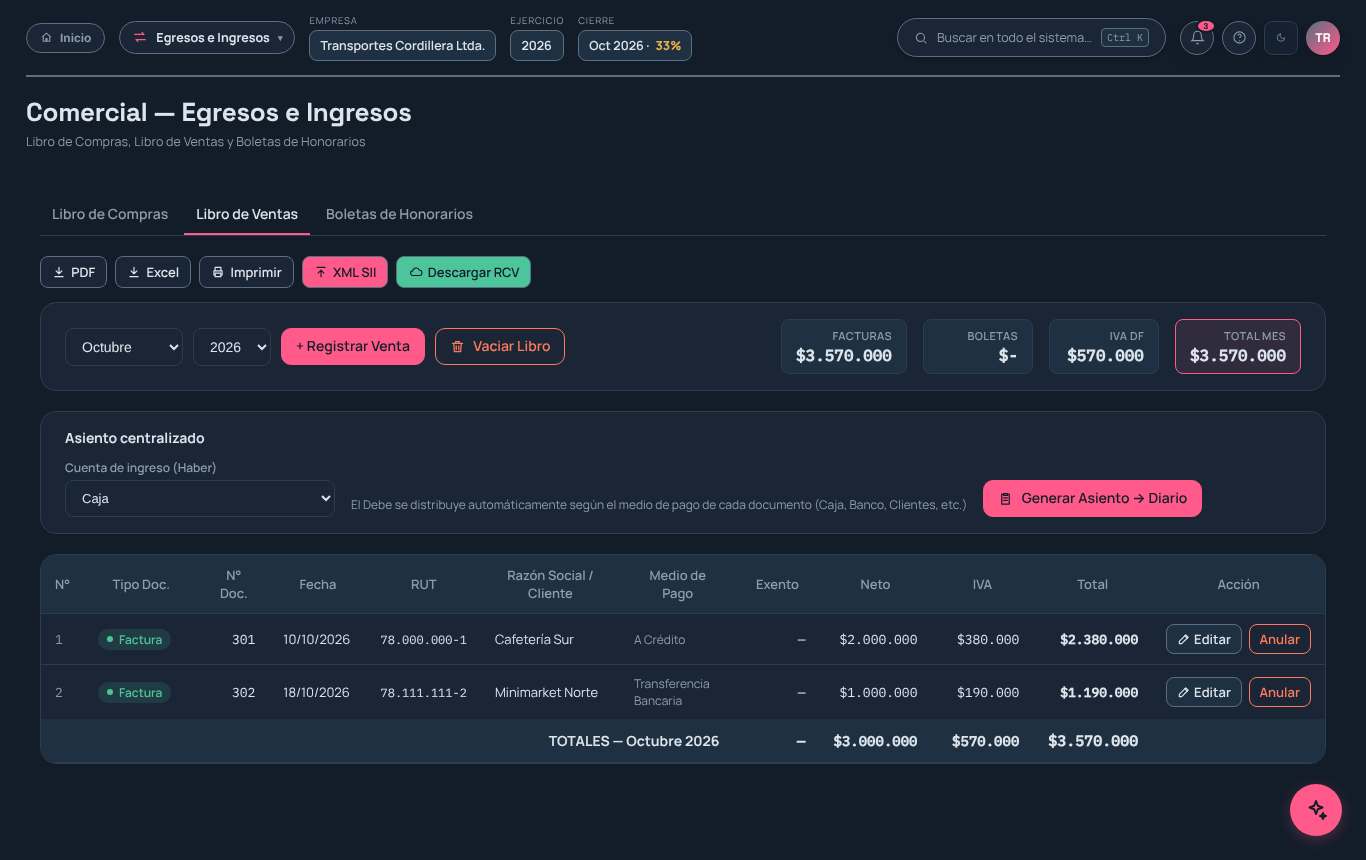 Inicio
Egresos e Ingresos ▾
EMPRESA
Transportes Cordillera Ltda.
EJERCICIO
2026
CIERRE
Oct 2026 · 33%
Buscar en todo el sistema... Ctrl K
3
TR
Comercial — Egresos e Ingresos
Libro de Compras, Libro de Ventas y Boletas de Honorarios
Libro de Compras Libro de Ventas Boletas de Honorarios
PDF Excel Imprimir XML SII Descargar RCV
Octubre 2026 + Registrar Venta Vaciar Libro
FACTURAS
$3.570.000
BOLETAS
$-
IVA DF
$570.000
TOTAL MES
$3.570.000
Asiento centralizado
Cuenta de ingreso (Haber)
Caja
El Debe se distribuye automáticamente según el medio de pago de cada documento (Caja, Banco, Clientes, etc.)
Generar Asiento → Diario
N° Tipo Doc. N° Doc. Fecha RUT Razón Social / Cliente Medio de Pago Exento Neto IVA Total Acción
1 Factura 301 10/10/2026 78.000.000-1 Cafetería Sur A Crédito — $2.000.000 $380.000 $2.380.000 Editar Anular
2 Factura 302 18/10/2026 78.111.111-2 Minimarket Norte Transferencia Bancaria — $1.000.000 $190.000 $1.190.000 Editar Anular
TOTALES — Octubre 2026 — $3.000.000 $570.000 $3.570.000